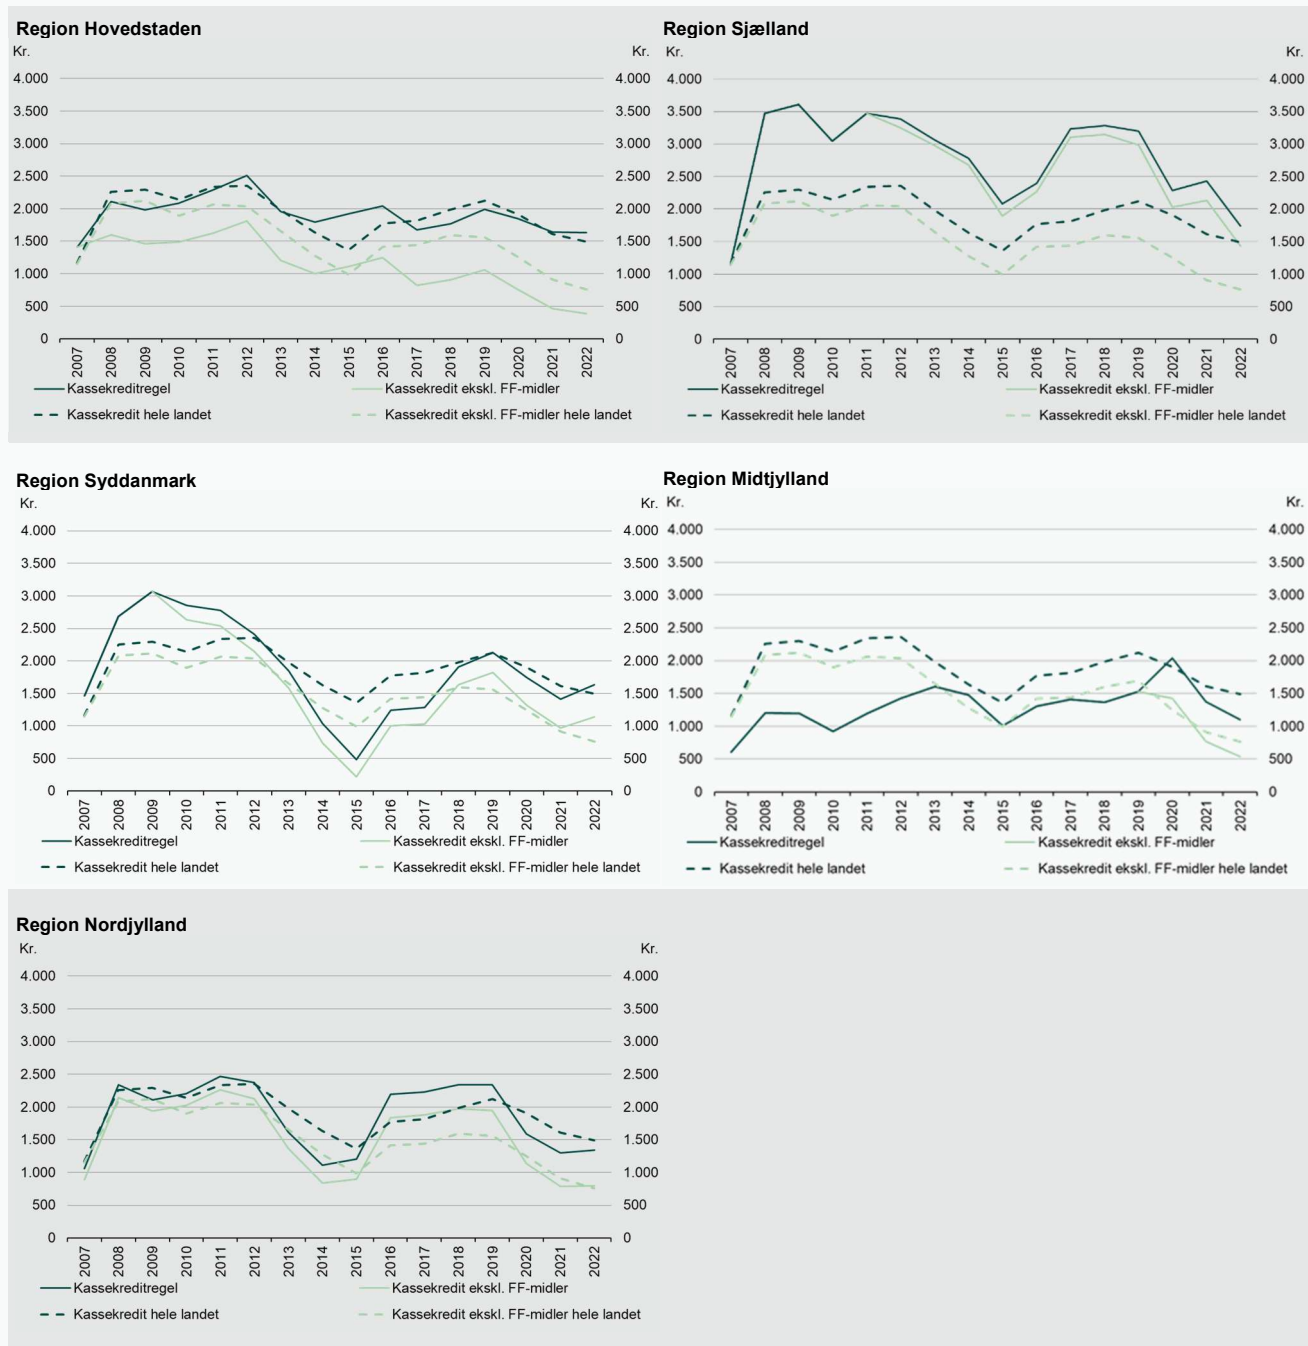 Region Hovedstaden
Kr. Kr.
4.000 4.000
3.500 3.500
3.000 3.000
2.500 2.500
2.000 2.000
1.500 1.500
1.000 1.000
500 500
0 0
2007 2008 2009 2010 2011 2012 2013 2014 2015 2016 2017 2018 2019 2020 2021 2022
Kassekreditregel Kassekredit ekskl. FF-midler
Kassekredit hele landet Kassekredit ekskl. FF-midler hele landet
Region Sjælland
Kr. Kr.
4.000 4.000
3.500 3.500
3.000 3.000
2.500 2.500
2.000 2.000
1.500 1.500
1.000 1.000
500 500
0 0
2007 2008 2009 2010 2011 2012 2013 2014 2015 2016 2017 2018 2019 2020 2021 2022
Kassekreditregel Kassekredit ekskl. FF-midler
Kassekredit hele landet Kassekredit ekskl. FF-midler hele landet
Region Syddanmark
Kr. Kr.
4.000 4.000
3.500 3.500
3.000 3.000
2.500 2.500
2.000 2.000
1.500 1.500
1.000 1.000
500 500
0 0
2007 2008 2009 2010 2011 2012 2013 2014 2015 2016 2017 2018 2019 2020 2021 2022
Kassekreditregel Kassekredit ekskl. FF-midler
Kassekredit hele landet Kassekredit ekskl. FF-midler hele landet
Region Midtjylland
Kr. Kr.
4.000 4.000
3.500 3.500
3.000 3.000
2.500 2.500
2.000 2.000
1.500 1.500
1.000 1.000
500 500
0 0
2007 2008 2009 2010 2011 2012 2013 2014 2015 2016 2017 2018 2019 2020 2021 2022
Kassekreditregel Kassekredit ekskl. FF-midler
Kassekredit hele landet Kassekredit ekskl. FF-midler hele landet
Region Nordjylland
Kr. Kr.
4.000 4.000
3.500 3.500
3.000 3.000
2.500 2.500
2.000 2.000
1.500 1.500
1.000 1.000
500 500
0 0
2007 2008 2009 2010 2011 2012 2013 2014 2015 2016 2017 2018 2019 2020 2021 2022
Kassekreditregel Kassekredit ekskl. FF-midler
Kassekredit hele landet Kassekredit ekskl. FF-midler hele landet